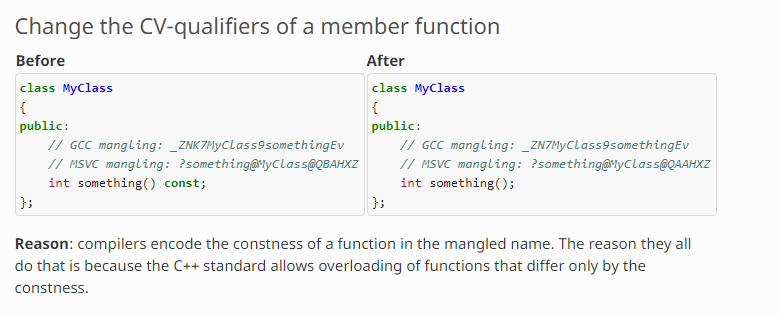 Change the CV-qualifiers of a member function
Before
After
class MyClass
{
public:
// GCC mangling: _ZNK7MyClass9somethingEv
// MSVC mangling: ?something@MyClass@QBAHXZ
int something() const;
};
class MyClass
{
public:
// GCC mangling: _ZN7MyClass9somethingEv
// MSVC mangling: ?something@MyClass@QAAHXZ
int something();
};
Reason: compilers encode the constness of a function in the mangled name. The reason they all
do that is because the C++ standard allows overloading of functions that differ only by the
constness.